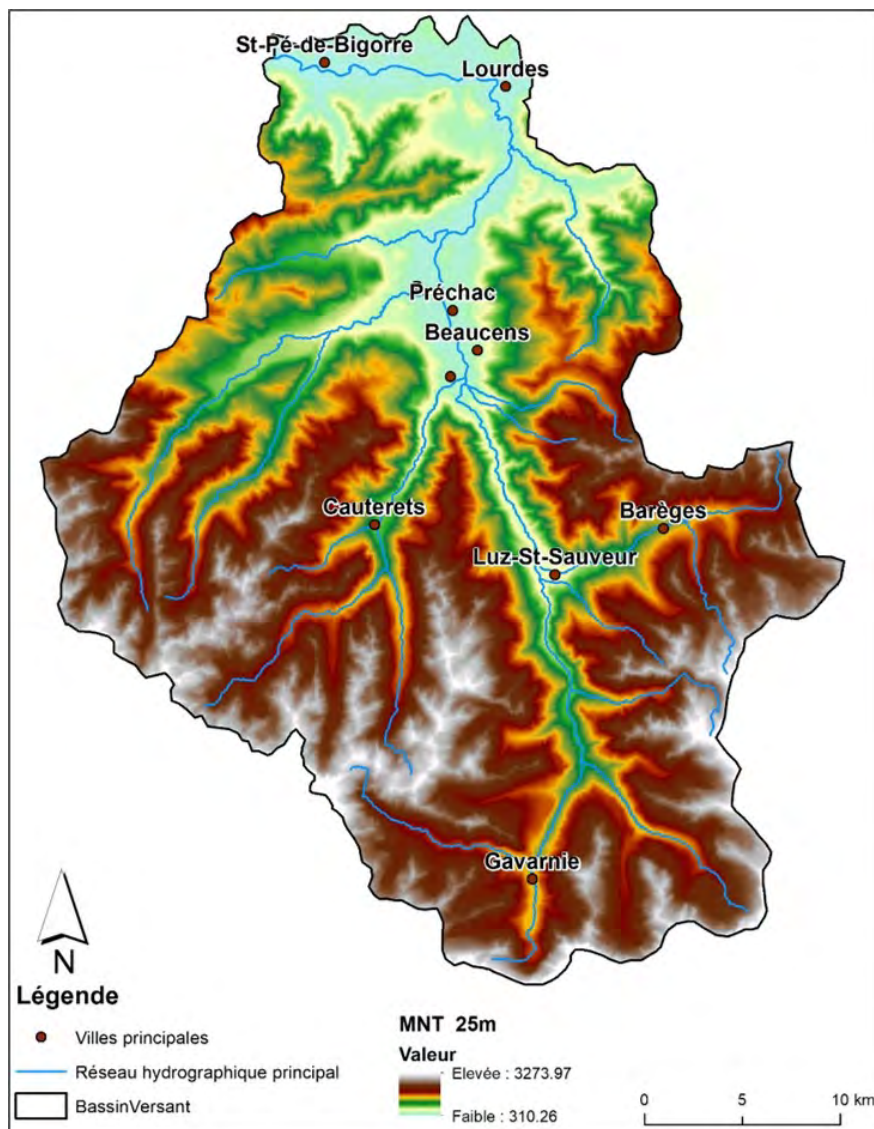 St-Pé-de-Bigorre
Lourdes
Préchac
Beaucens
Cauterets
Barèges
Luz-St-Sauveur
Gavarnie
N
Légende
Villes principales
Réseau hydrographique principal
BassinVersant
MNT 25m
Valeur
Elevée : 3273.97
Faible : 310.26
0 5 10 km